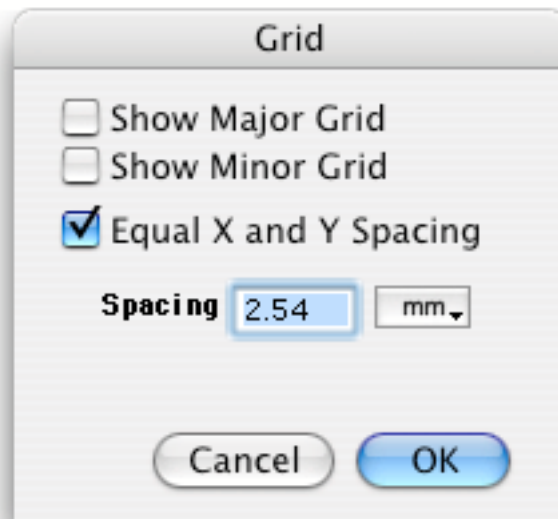 Grid
Show Major Grid
Show Minor Grid
Equal X and Y Spacing
Spacing 2.54 mm
Cancel OK